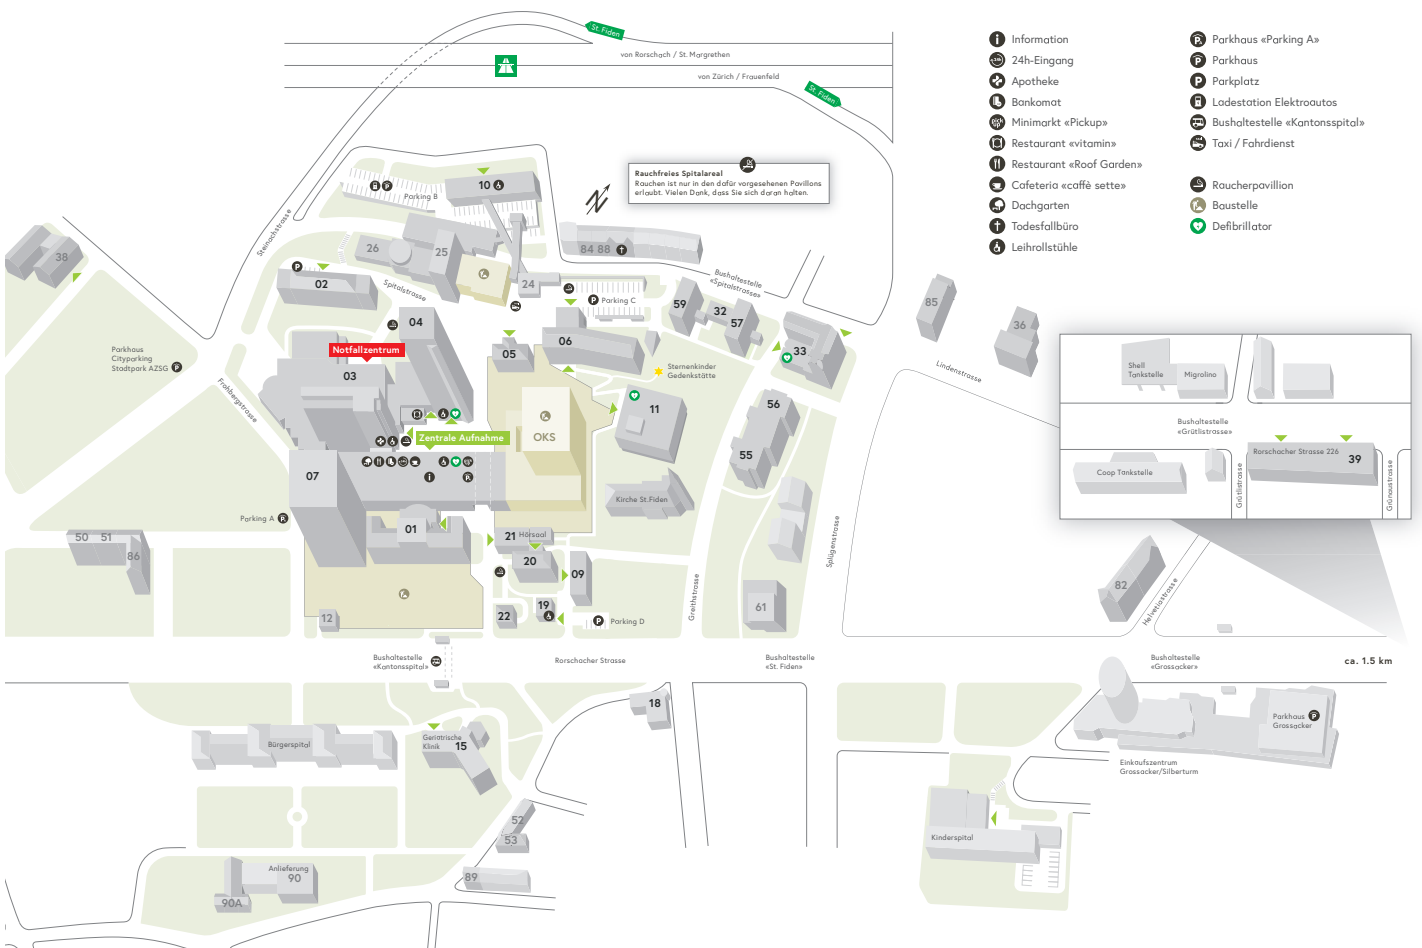 St. Fiden
von Rorschach / St. Margrethen
von Zürich / Frauenfeld
St. Fiden
Information
24h-Eingang
Apotheke
Bankomat
Minimarkt «Pickup»
Restaurant «vitamin»
Restaurant «Roof Garden»
Cafeteria «caffè sette»
Dachgarten
Todesfallbüro
Leihrollstühle
Parkhaus «Parking A»
Parkhaus
Parkplatz
Ladestation Elektroautos
Bushaltestelle «Kantonsspital»
Taxi / Fahrdienst
Raucherpavillion
Baustelle
Defibrillator
Rauchfreies Spitalareal
Rauchen ist nur in den dafür vorgesehenen Pavillons
erlaubt. Vielen Dank, dass Sie sich daran halten.
N
10
Parking B
Steinachstrasse
38
26
25
84 88
02
Spitalstrasse
24
Bushaltestelle
«Spitalstrasse»
Parking C
59
32
57
85
36
04
Notfallzentrum
03
05
06
33
Parkhaus
Cityparking
Stadtpark AZSG
Frohbergstrasse
Sternenkinder
Gedenkstätte
Lindenstrasse
Shell
Tankstelle
Migrolino
11
56
OKS
Zentrale Aufnahme
Bushaltestelle
«Grütlistrasse»
55
Rorschacher Strasse 226
39
Coop Tankstelle
Grütlistrasse
Grünaustrasse
07
Kirche St.Fiden
Parking A
01
21 Hörsaal
50 51
86
20
09
Splügenstrasse
Greithstrasse
82
Helvetiastrasse
12
22
19
61
Parking D
Bushaltestelle
«Kantonsspital»
Rorschacher Strasse
Bushaltestelle
«St. Fiden»
Bushaltestelle
«Grossacker»
ca. 1.5 km
18
Bürgerspital
Geriatrische
Klinik
15
Parkhaus
Grossacker
Einkaufszentrum
Grossacker/Silberturm
52
53
Kinderspital
Anlieferung
90
90A
89